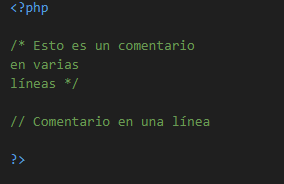 <?php
/* Esto es un comentario
en varias
líneas */
// Comentario en una línea
?>